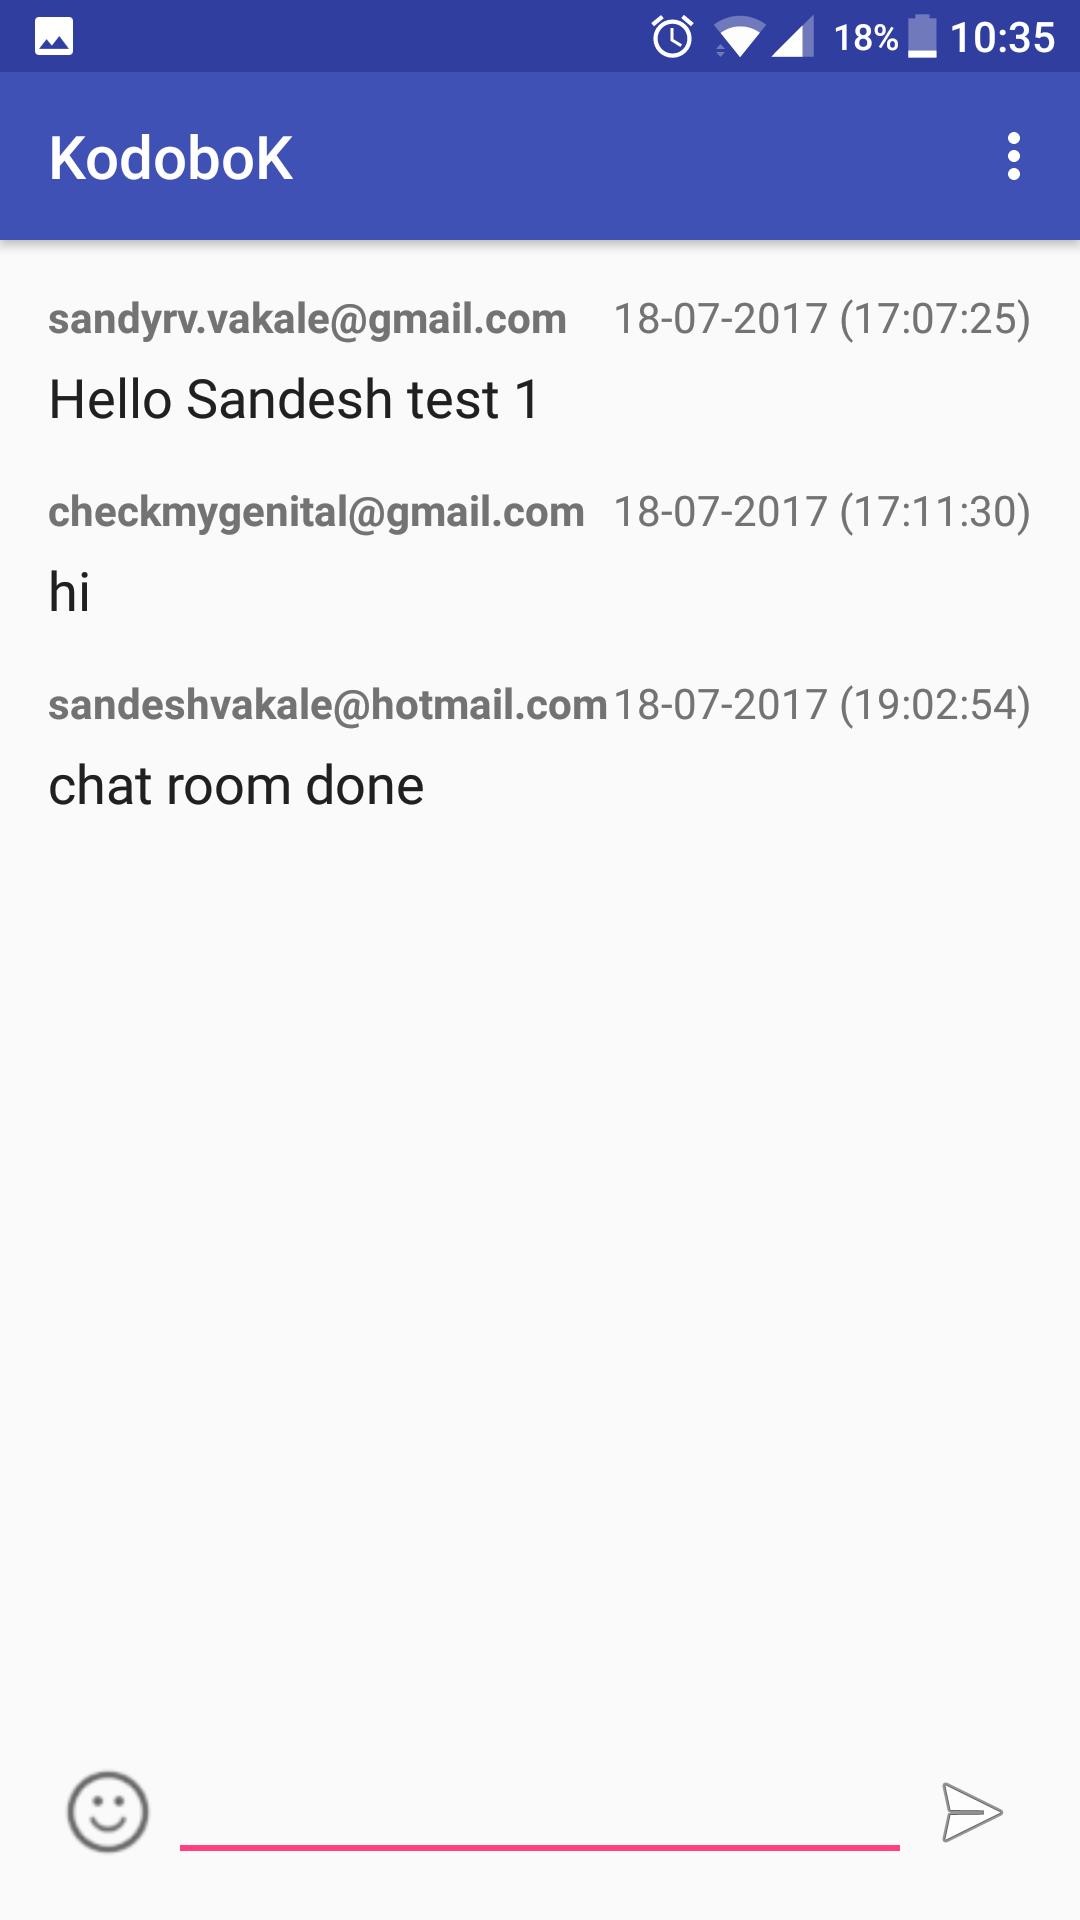 18% 10:35
KodoboK
sandyrv.vakale@gmail.com 18-07-2017 (17:07:25)
Hello Sandesh test 1
checkmygenital@gmail.com 18-07-2017 (17:11:30)
hi
sandeshvakale@hotmail.com 18-07-2017 (19:02:54)
chat room done